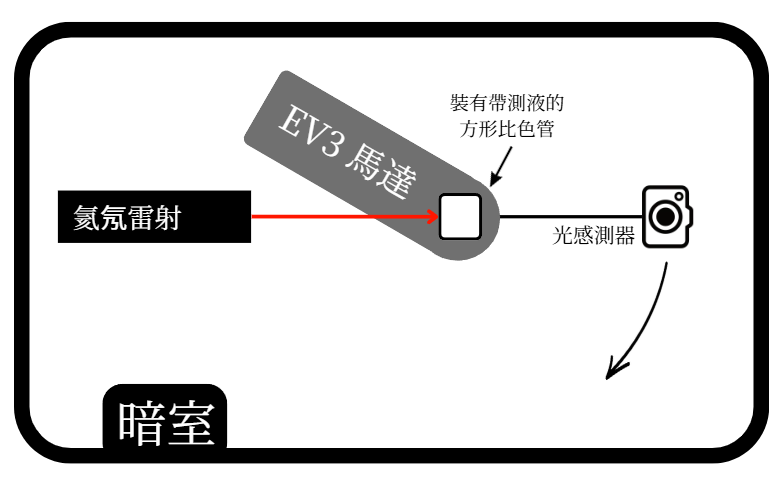 裝有帶測液的
方形比色管
EV3 馬達
氦氖雷射
光感測器
暗室